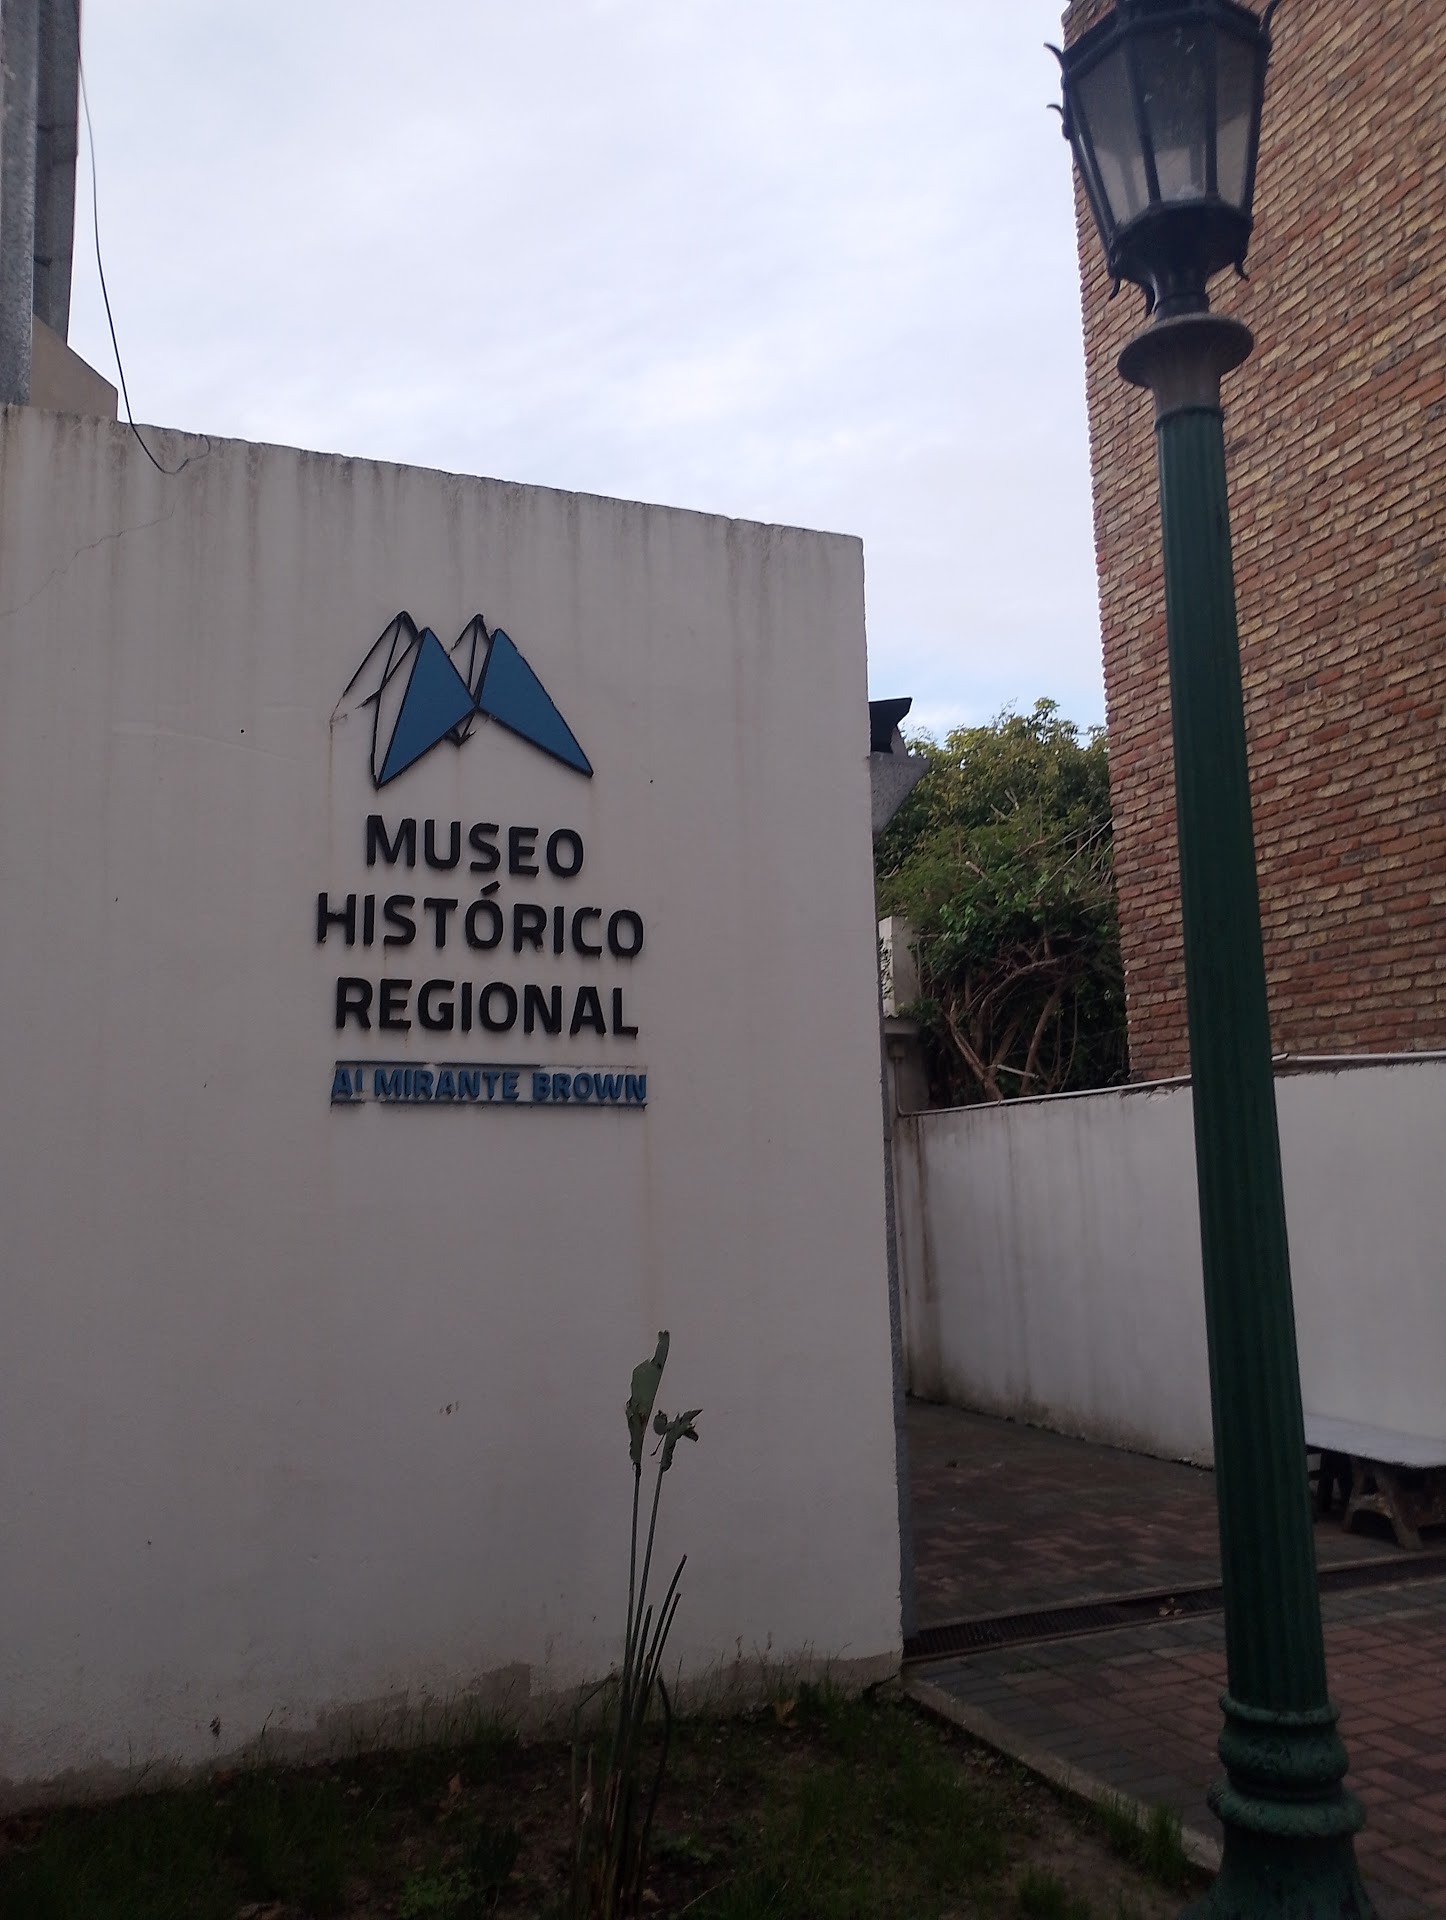 MUSEO
HISTÓRICO
REGIONAL
ALMIRANTE BROWN